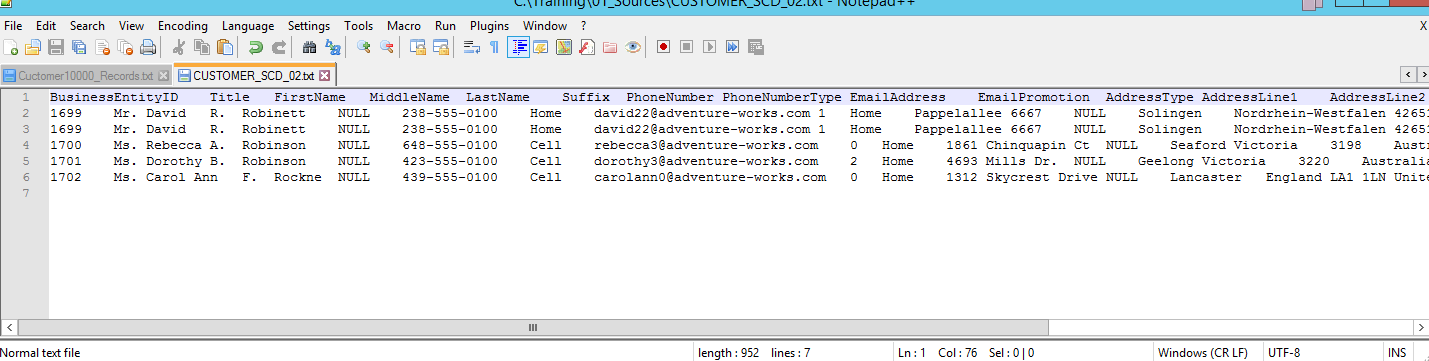 C:\Training\01_Sources\CUSTOMER_SCD_02.txt - Notepad++
File Edit Search View Encoding Language Settings Tools Macro Run Plugins Window ? X
Cuctomer10000_Records.txt CUSTOMER_SCD_02.txt
1 BusinessEntityID Title FirstName MiddleName LastName Suffix PhoneNumber PhoneNumberType EmailAddress EmailPromotion AddressType AddressLine1 AddressLine2
2 1699 Mr. David R. Robinett NULL 238-555-0100 Home david22@adventure-works.com 1 Home Pappelallee 6667 NULL Solingen Nordrhein-Westfalen 42651
3 1699 Mr. David R. Robinett NULL 238-555-0100 Home david22@adventure-works.com 1 Home Pappelallee 6667 NULL Solingen Nordrhein-Westfalen 42651
4 1700 Ms. Rebecca A. Robinson NULL 648-555-0100 Cell rebecca3@adventure-works.com 0 Home 1861 Chinquapin Ct NULL Seaford Victoria 3198 Aust
5 1701 Ms. Dorothy B. Robinson NULL 423-555-0100 Cell dorothy3@adventure-works.com 2 Home 4693 Mills Dr. NULL Geelong Victoria 3220 Australia
6 1702 Ms. Carol Ann F. Rockne NULL 439-555-0100 Cell carolann0@adventure-works.com 0 Home 1312 Skycrest Drive NULL Lancaster England LA1 1LN Unite
7
Normal text file length : 952 lines : 7 Ln : 1 Col : 76 Sel : 0 | 0 Windows (CR LF) UTF-8 INS